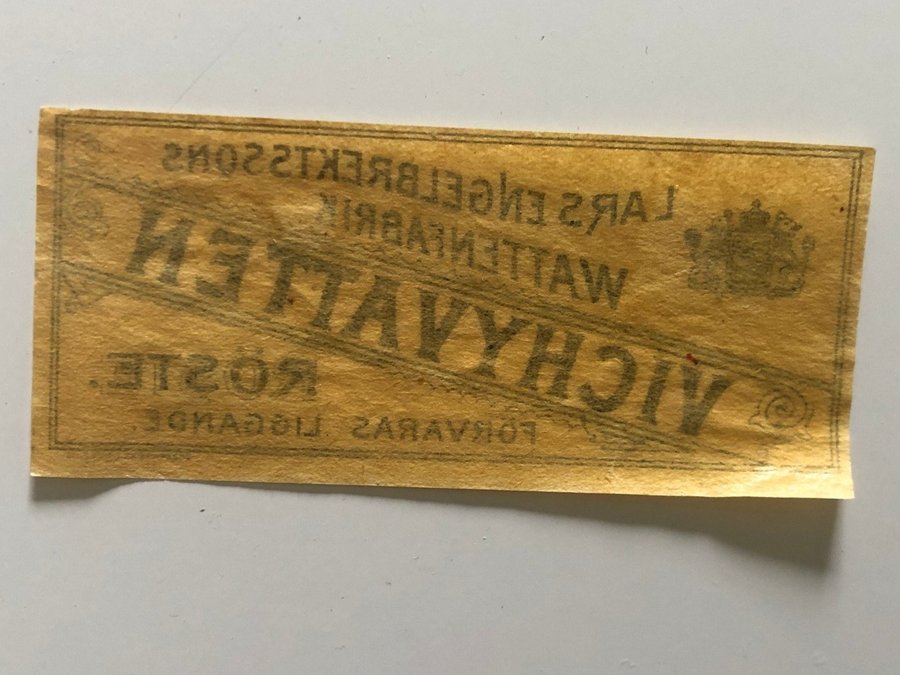 LARS ENGELBREKTSSONS
WATTENFABRIK
VICHYVATTEN
RÖSTE.
FÖRVARAS LIGGANDE.